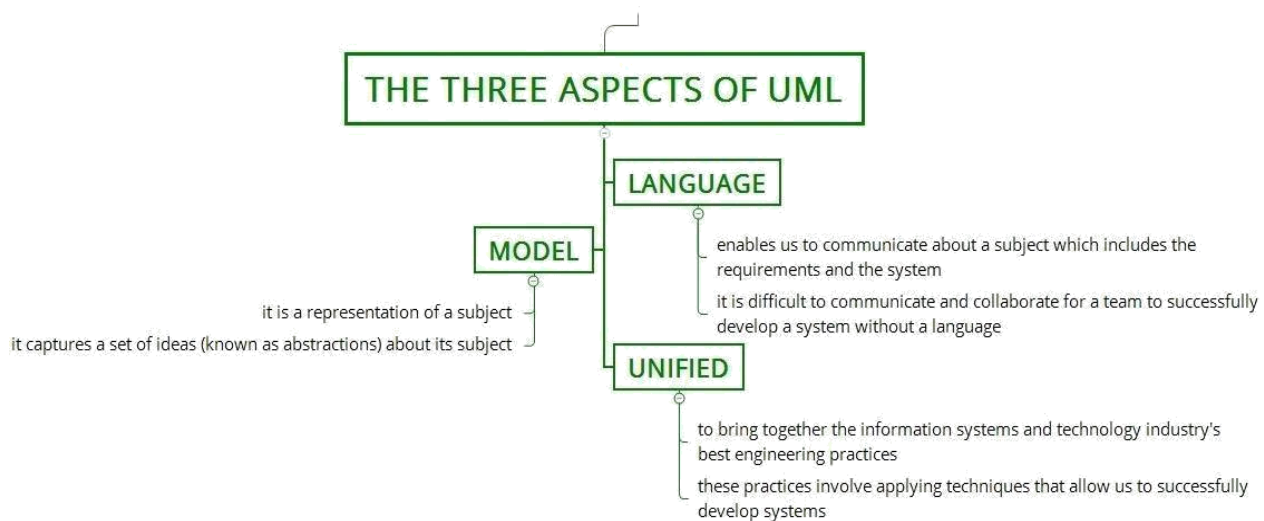 THE THREE ASPECTS OF UML
LANGUAGE
enables us to communicate about a subject which includes the
requirements and the system
it is difficult to communicate and collaborate for a team to successfully
develop a system without a language
MODEL
it is a representation of a subject
it captures a set of ideas (known as abstractions) about its subject
UNIFIED
to bring together the information systems and technology industry's
best engineering practices
these practices involve applying techniques that allow us to successfully
develop systems